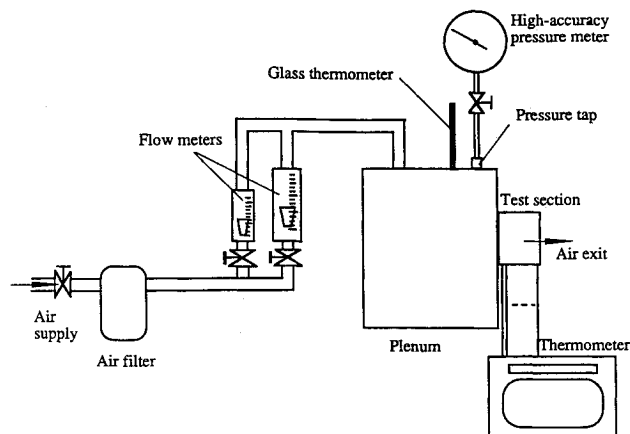 High-accuracy
pressure meter
Glass thermometer
Pressure tap
Flow meters
Test section
Air exit
Air
supply
Air filter
Plenum
Thermometer